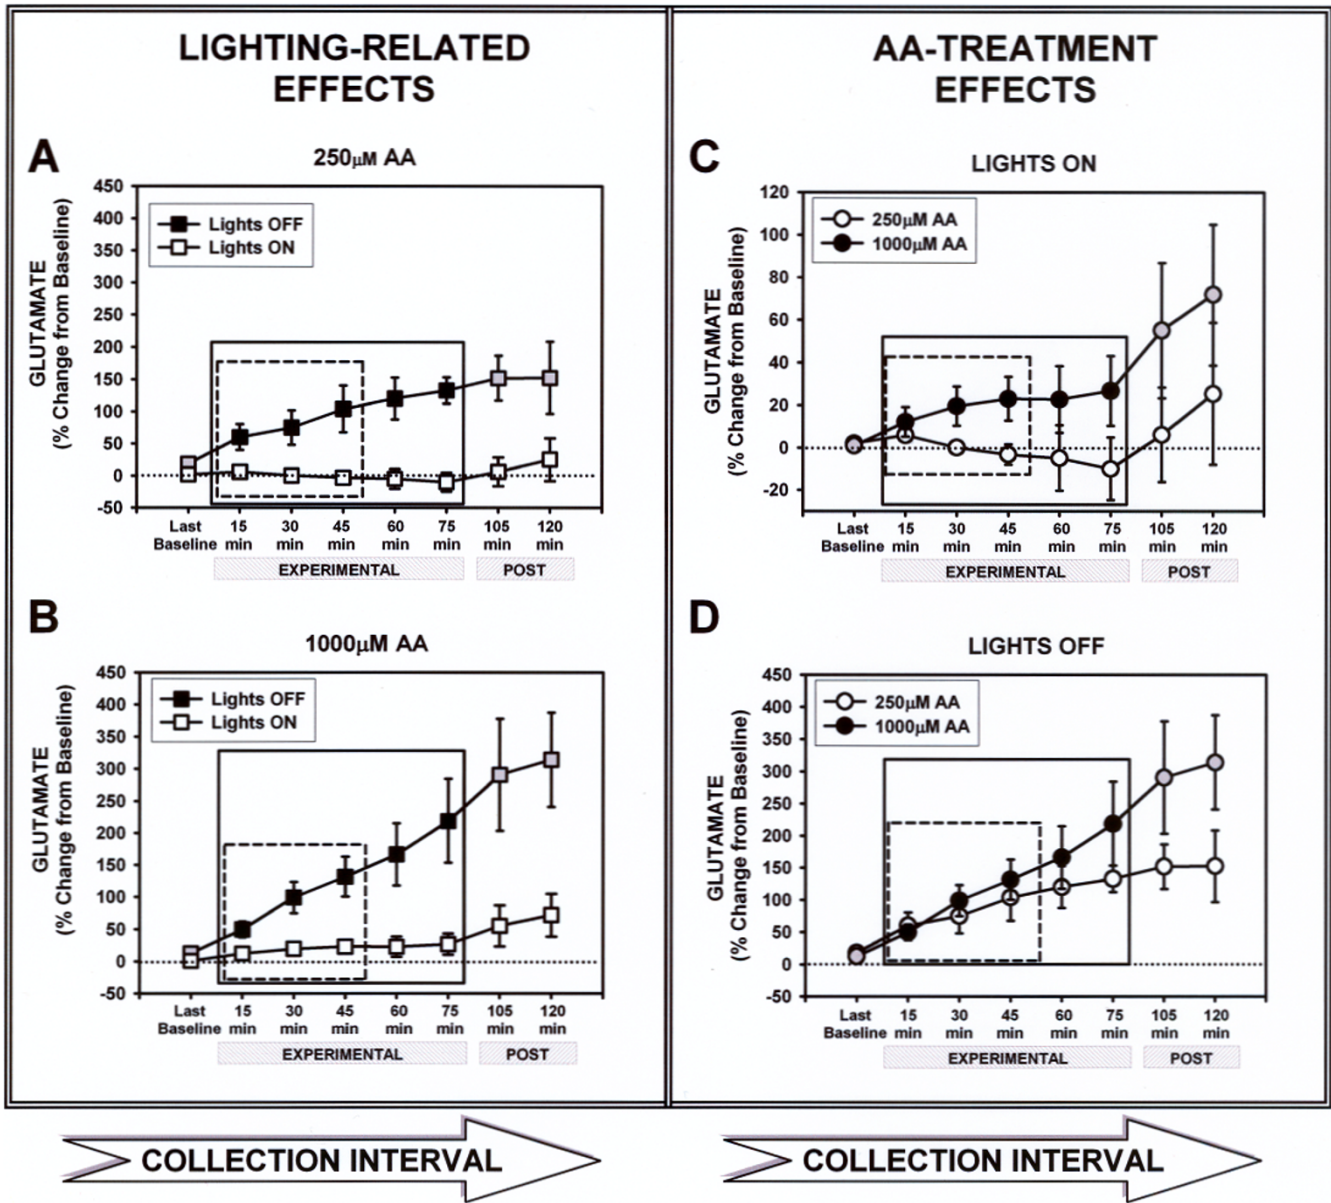 LIGHTING-RELATED
EFFECTS
A
250µM AA
GLUTAMATE
(% Change from Baseline)
450
400
350
300
250
200
150
100
50
0
-50
Lights OFF
Lights ON
Last
Baseline
15
min
30
min
45
min
60
min
75
min
105
min
120
min
EXPERIMENTAL
POST
B
1000µM AA
GLUTAMATE
(% Change from Baseline)
450
400
350
300
250
200
150
100
50
0
-50
Lights OFF
Lights ON
Last
Baseline
15
min
30
min
45
min
60
min
75
min
105
min
120
min
EXPERIMENTAL
POST
COLLECTION INTERVAL
AA-TREATMENT
EFFECTS
C
LIGHTS ON
GLUTAMATE
(% Change from Baseline)
120
100
80
60
40
20
0
-20
250µM AA
1000µM AA
Last
Baseline
15
min
30
min
45
min
60
min
75
min
105
min
120
min
EXPERIMENTAL
POST
D
LIGHTS OFF
GLUTAMATE
(% Change from Baseline)
450
400
350
300
250
200
150
100
50
0
-50
250µM AA
1000µM AA
Last
Baseline
15
min
30
min
45
min
60
min
75
min
105
min
120
min
EXPERIMENTAL
POST
COLLECTION INTERVAL